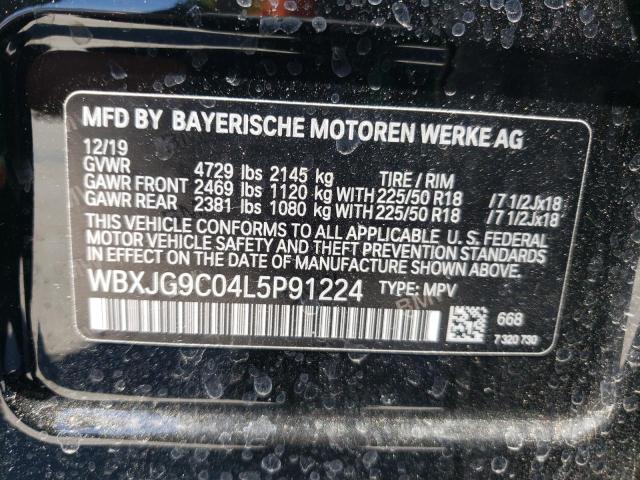 MFD BY BAYERISCHE MOTOREN WERKE AG
12/19
GVWR 4729 lbs 2145 kg TIRE / RIM
GAWR FRONT 2469 lbs 1120 kg WITH 225/50 R18 /7 1/2Jx18
GAWR REAR 2381 lbs 1080 kg WITH 225/50 R18 /7 1/2Jx18
THIS VEHICLE CONFORMS TO ALL APPLICABLE U. S. FEDERAL
MOTOR VEHICLE SAFETY AND THEFT PREVENTION STANDARDS
IN EFFECT ON THE DATE OF MANUFACTURE SHOWN ABOVE.
WBXJG9C04L5P91224 TYPE: MPV
668
7 320 730